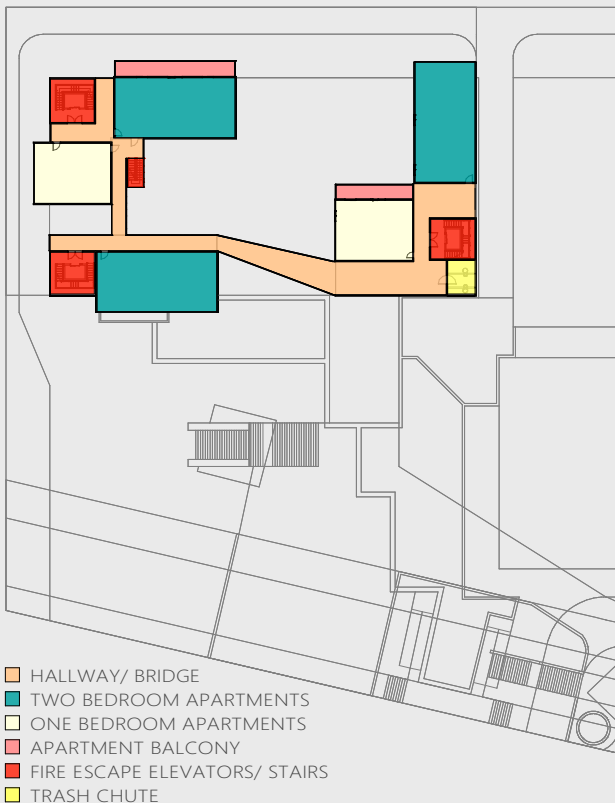 HALLWAY/ BRIDGE
TWO BEDROOM APARTMENTS
ONE BEDROOM APARTMENTS
APARTMENT BALCONY
FIRE ESCAPE ELEVATORS/ STAIRS
TRASH CHUTE